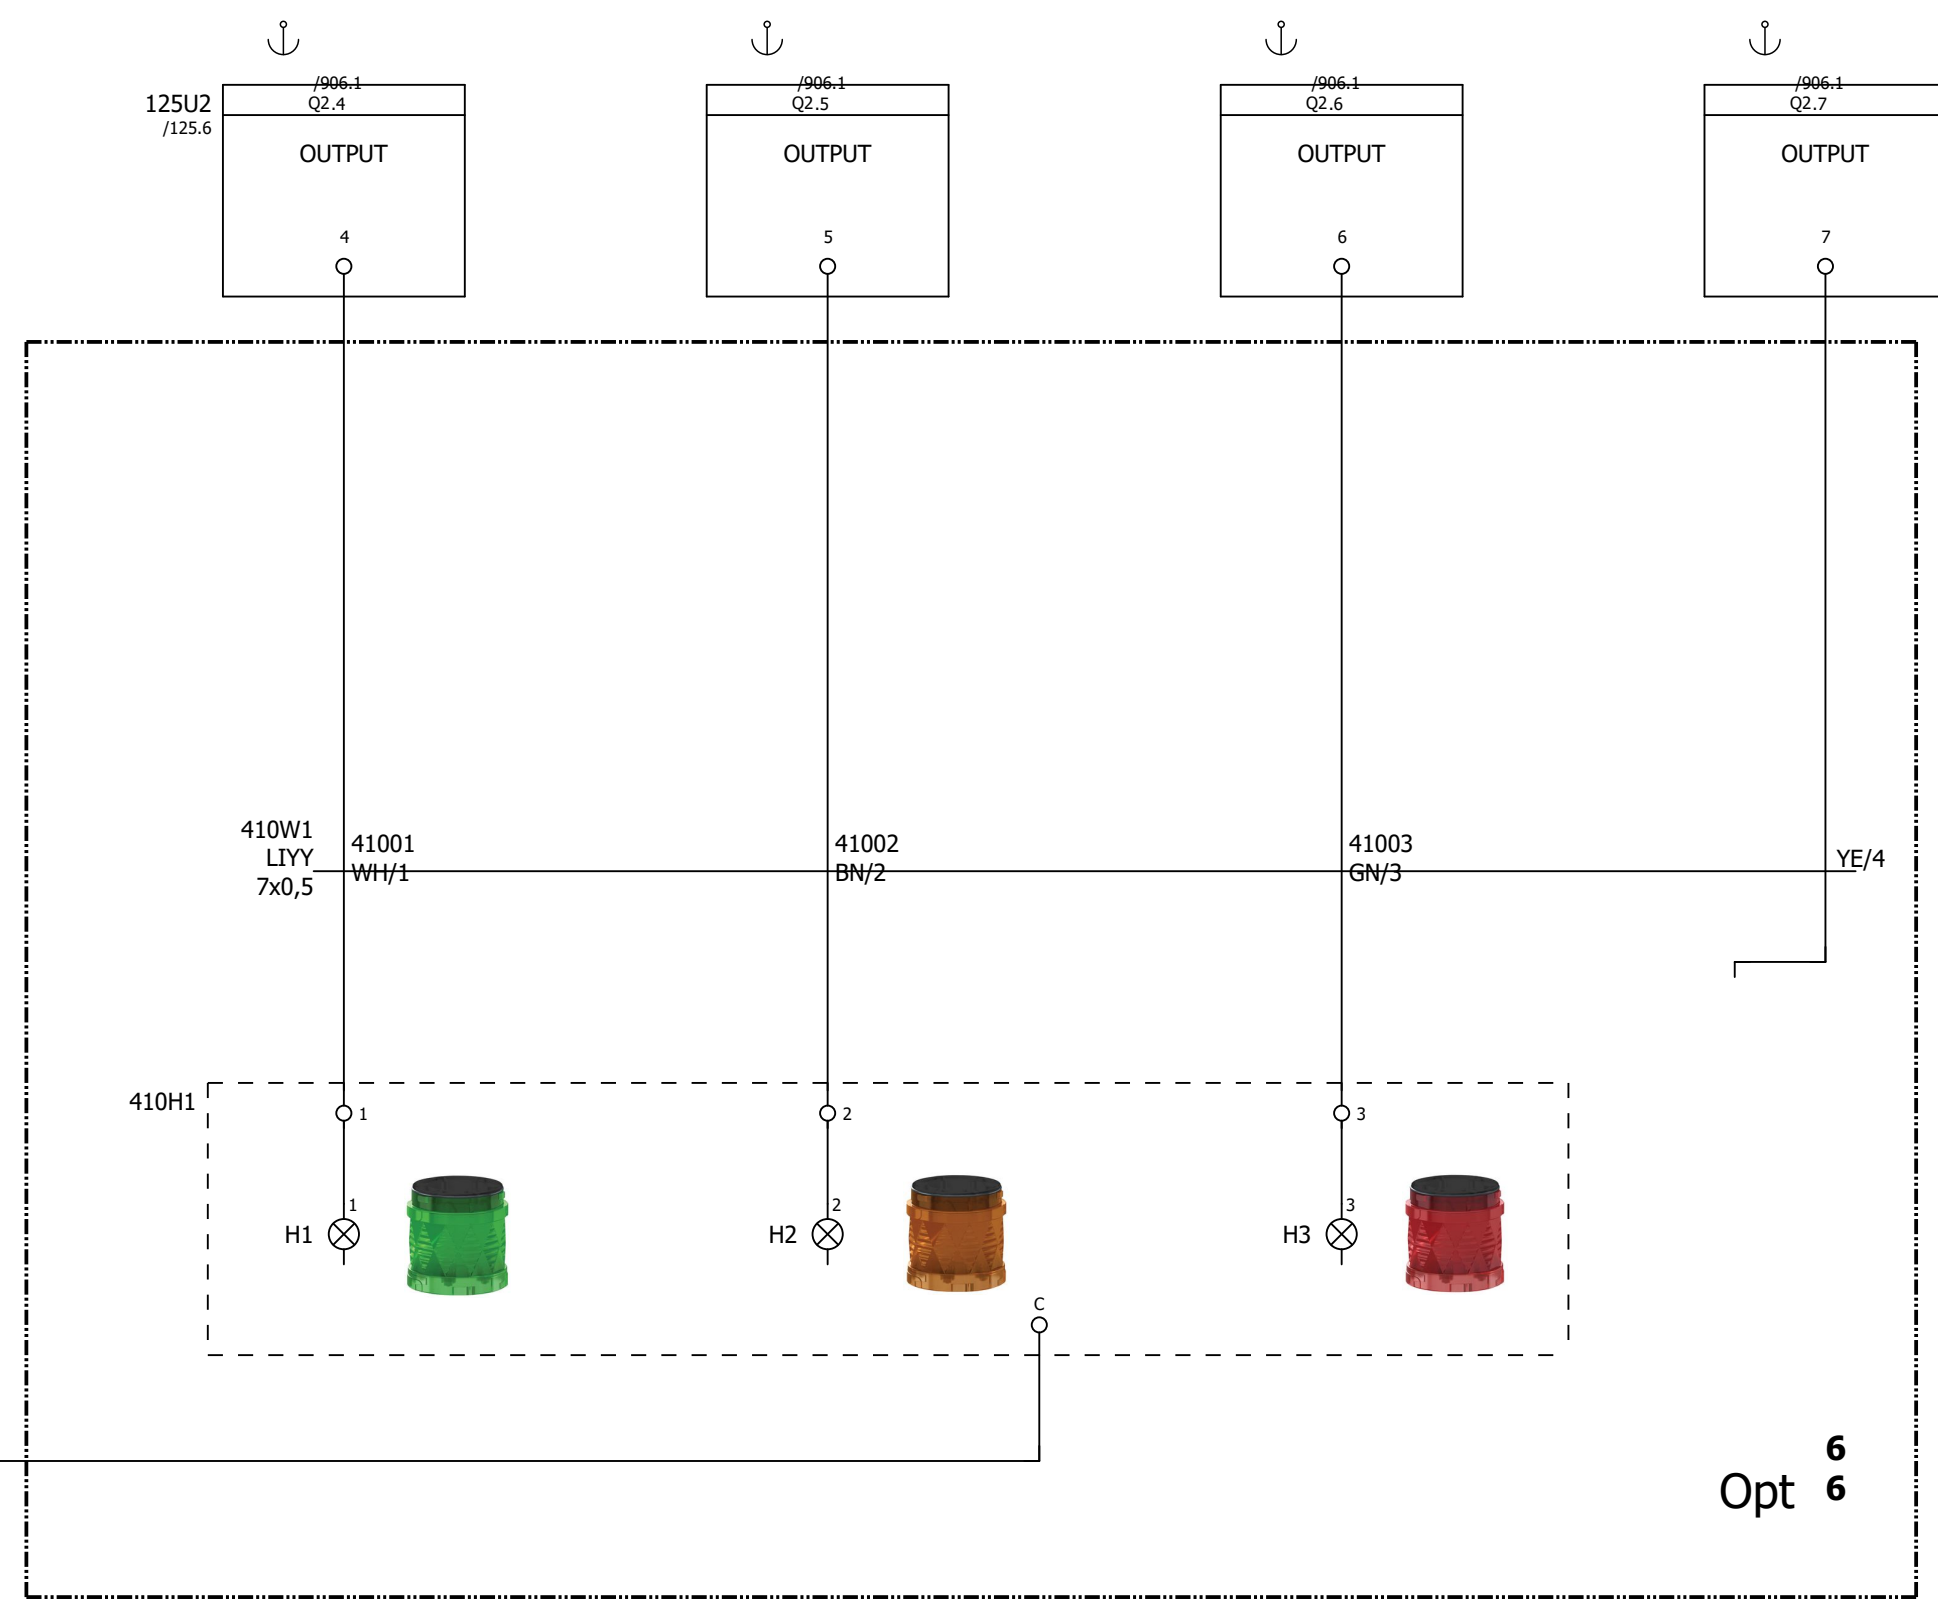 /906.1
/906.1
/906.1
/906.1
125U2
Q2.4
Q2.5
Q2.6
Q2.7
/125.6
OUTPUT
OUTPUT
OUTPUT
OUTPUT
4
5
6
7
410W1
LIYY
7x0,5
41001
WH/1
41002
BN/2
41003
GN/3
YE/4
410H1
1
2
3
1
2
3
H1
H2
H3
C
6
Opt 6